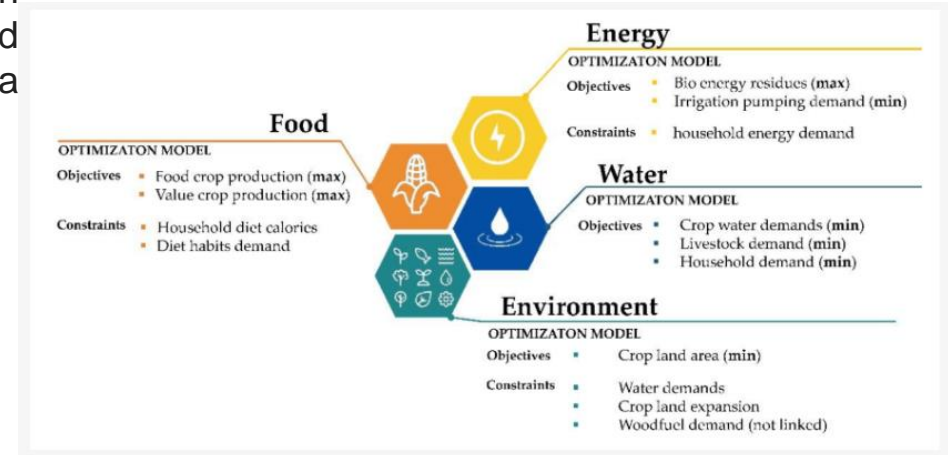 d
a
Energy
OPTIMIZATON MODEL
Objectives ▪ Bio energy residues (max)
▪ Irrigation pumping demand (min)
Constraints ▪ household energy demand
Food
OPTIMIZATON MODEL
Objectives ▪ Food crop production (max)
▪ Value crop production (max)
Constraints ▪ Household diet calories
▪ Diet habits demand
Water
OPTIMIZATON MODEL
Objectives ▪ Crop water demands (min)
▪ Livestock demand (min)
▪ Household demand (min)
Environment
OPTIMIZATON MODEL
Objectives ▪ Crop land area (min)
Constraints ▪ Water demands
▪ Crop land expansion
▪ Woodfuel demand (not linked)